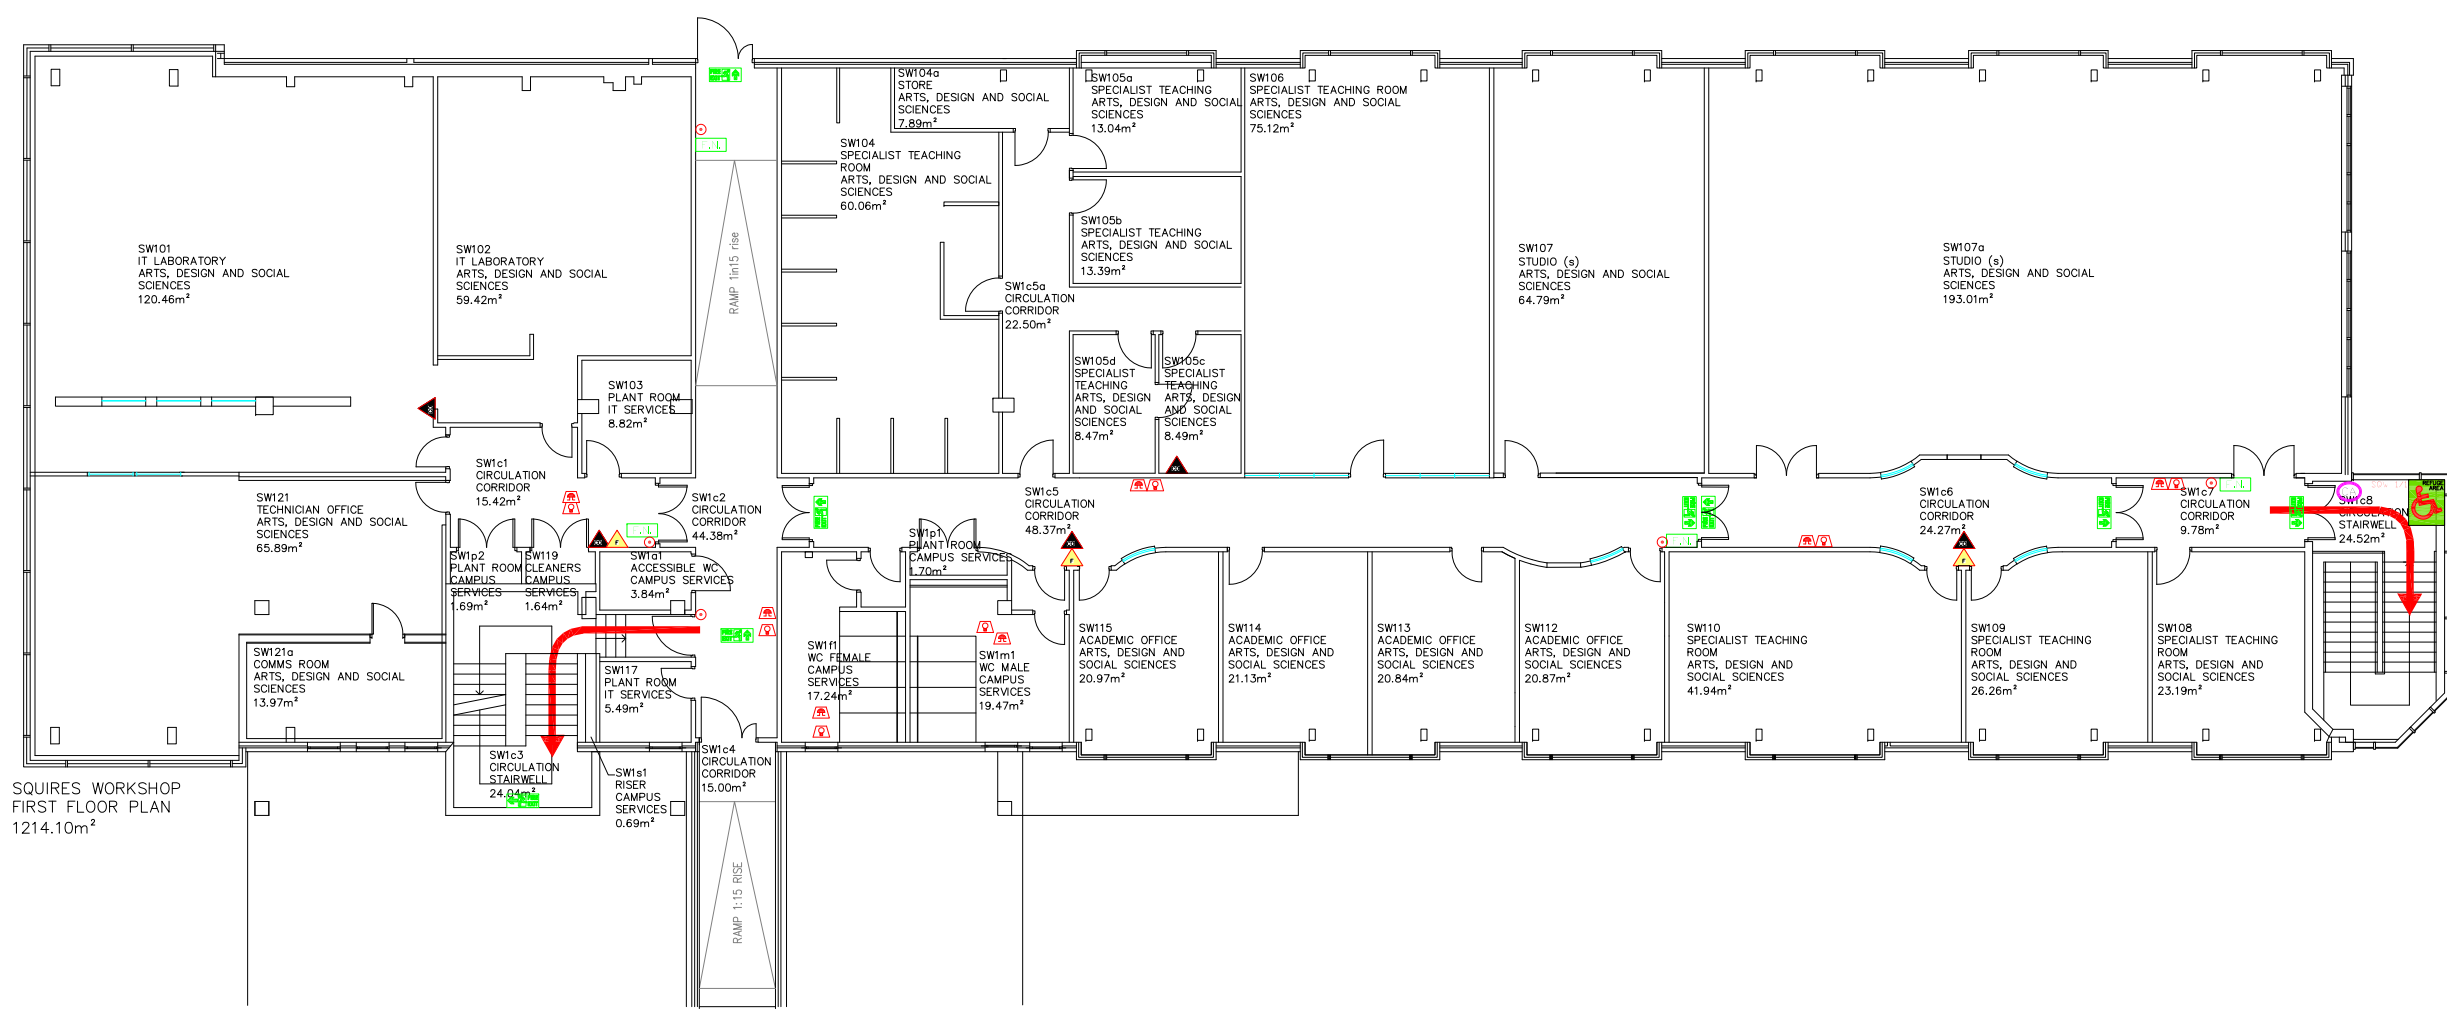 SW101
IT LABORATORY
ARTS, DESIGN AND SOCIAL
SCIENCES
120.46m²
SW102
IT LABORATORY
ARTS, DESIGN AND SOCIAL
SCIENCES
59.42m²
SW103
PLANT ROOM
IT SERVICES
8.82m²
RAMP 1in15 rise
SW104
SPECIALIST TEACHING
ROOM
ARTS, DESIGN AND SOCIAL
SCIENCES
60.06m²
SW104a
STORE
ARTS, DESIGN AND SOCIAL
SCIENCES
7.89m²
SW105a
SPECIALIST TEACHING
ARTS, DESIGN AND SOCIAL
SCIENCES
13.04m²
SW105b
SPECIALIST TEACHING
ARTS, DESIGN AND SOCIAL
SCIENCES
13.39m²
SW1c5a
CIRCULATION
CORRIDOR
22.50m²
SW105d
SPECIALIST
TEACHING
ARTS, DESIGN
AND SOCIAL
SCIENCES
8.47m²
SW105c
SPECIALIST
TEACHING
ARTS, DESIGN
AND SOCIAL
SCIENCES
8.49m²
SW106
SPECIALIST TEACHING ROOM
ARTS, DESIGN AND SOCIAL
SCIENCES
75.12m²
SW107
STUDIO (s)
ARTS, DESIGN AND SOCIAL
SCIENCES
64.79m²
SW107a
STUDIO (s)
ARTS, DESIGN AND SOCIAL
SCIENCES
193.01m²
SW1c1
CIRCULATION
CORRIDOR
15.42m²
SW1c2
CIRCULATION
CORRIDOR
44.38m²
SW1c5
CIRCULATION
CORRIDOR
48.37m²
SW1c6
CIRCULATION
CORRIDOR
24.27m²
SW1c7
CIRCULATION
CORRIDOR
9.78m²
SW1c8
CIRCULATION
STAIRWELL
24.52m²
REFUGE
AREA
SW121
TECHNICIAN OFFICE
ARTS, DESIGN AND SOCIAL
SCIENCES
65.89m²
SW121a
COMMS ROOM
ARTS, DESIGN AND SOCIAL
SCIENCES
13.97m²
SW1p2
PLANT ROOM
CAMPUS
SERVICES
1.69m²
SW119
CLEANERS
CAMPUS
SERVICES
1.64m²
SW1a1
ACCESSIBLE WC
CAMPUS SERVICES
3.84m²
SW117
PLANT ROOM
IT SERVICES
5.49m²
SW1c3
CIRCULATION
STAIRWELL
24.04m²
SW1s1
RISER
CAMPUS
SERVICES
0.69m²
SW1c4
CIRCULATION
CORRIDOR
15.00m²
RAMP 1:15 RISE
SW1p1
PLANT ROOM
CAMPUS SERVICES
1.70m²
SW1f1
WC FEMALE
CAMPUS
SERVICES
17.24m²
SW1m1
WC MALE
CAMPUS
SERVICES
19.47m²
SW115
ACADEMIC OFFICE
ARTS, DESIGN AND
SOCIAL SCIENCES
20.97m²
SW114
ACADEMIC OFFICE
ARTS, DESIGN AND
SOCIAL SCIENCES
21.13m²
SW113
ACADEMIC OFFICE
ARTS, DESIGN AND
SOCIAL SCIENCES
20.84m²
SW112
ACADEMIC OFFICE
ARTS, DESIGN AND
SOCIAL SCIENCES
20.87m²
SW110
SPECIALIST TEACHING
ROOM
ARTS, DESIGN AND
SOCIAL SCIENCES
41.94m²
SW109
SPECIALIST TEACHING
ROOM
ARTS, DESIGN AND
SOCIAL SCIENCES
26.26m²
SW108
SPECIALIST TEACHING
ROOM
ARTS, DESIGN AND
SOCIAL SCIENCES
23.19m²
SQUIRES WORKSHOP
FIRST FLOOR PLAN
1214.10m²